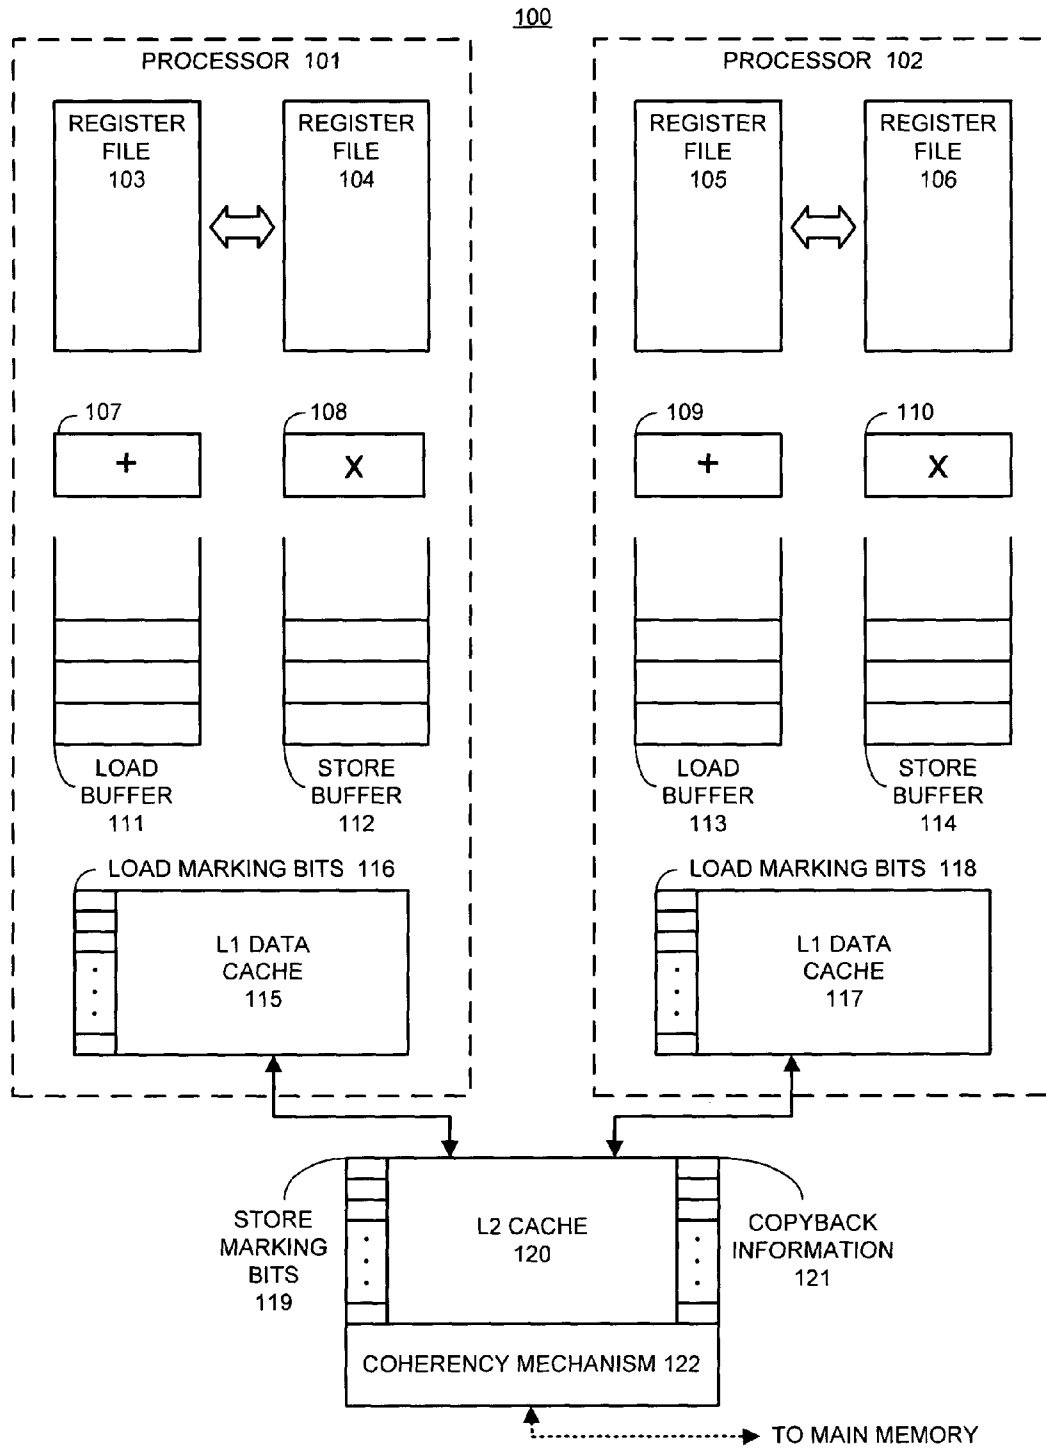 100
PROCESSOR 101
REGISTER
FILE
103
REGISTER
FILE
104
107
+
108
X
LOAD
BUFFER
111
STORE
BUFFER
112
LOAD MARKING BITS 116
L1 DATA
CACHE
115
PROCESSOR 102
REGISTER
FILE
105
REGISTER
FILE
106
109
+
110
X
LOAD
BUFFER
113
STORE
BUFFER
114
LOAD MARKING BITS 118
L1 DATA
CACHE
117
STORE
MARKING
BITS
119
L2 CACHE
120
COPYBACK
INFORMATION
121
COHERENCY MECHANISM 122
TO MAIN MEMORY